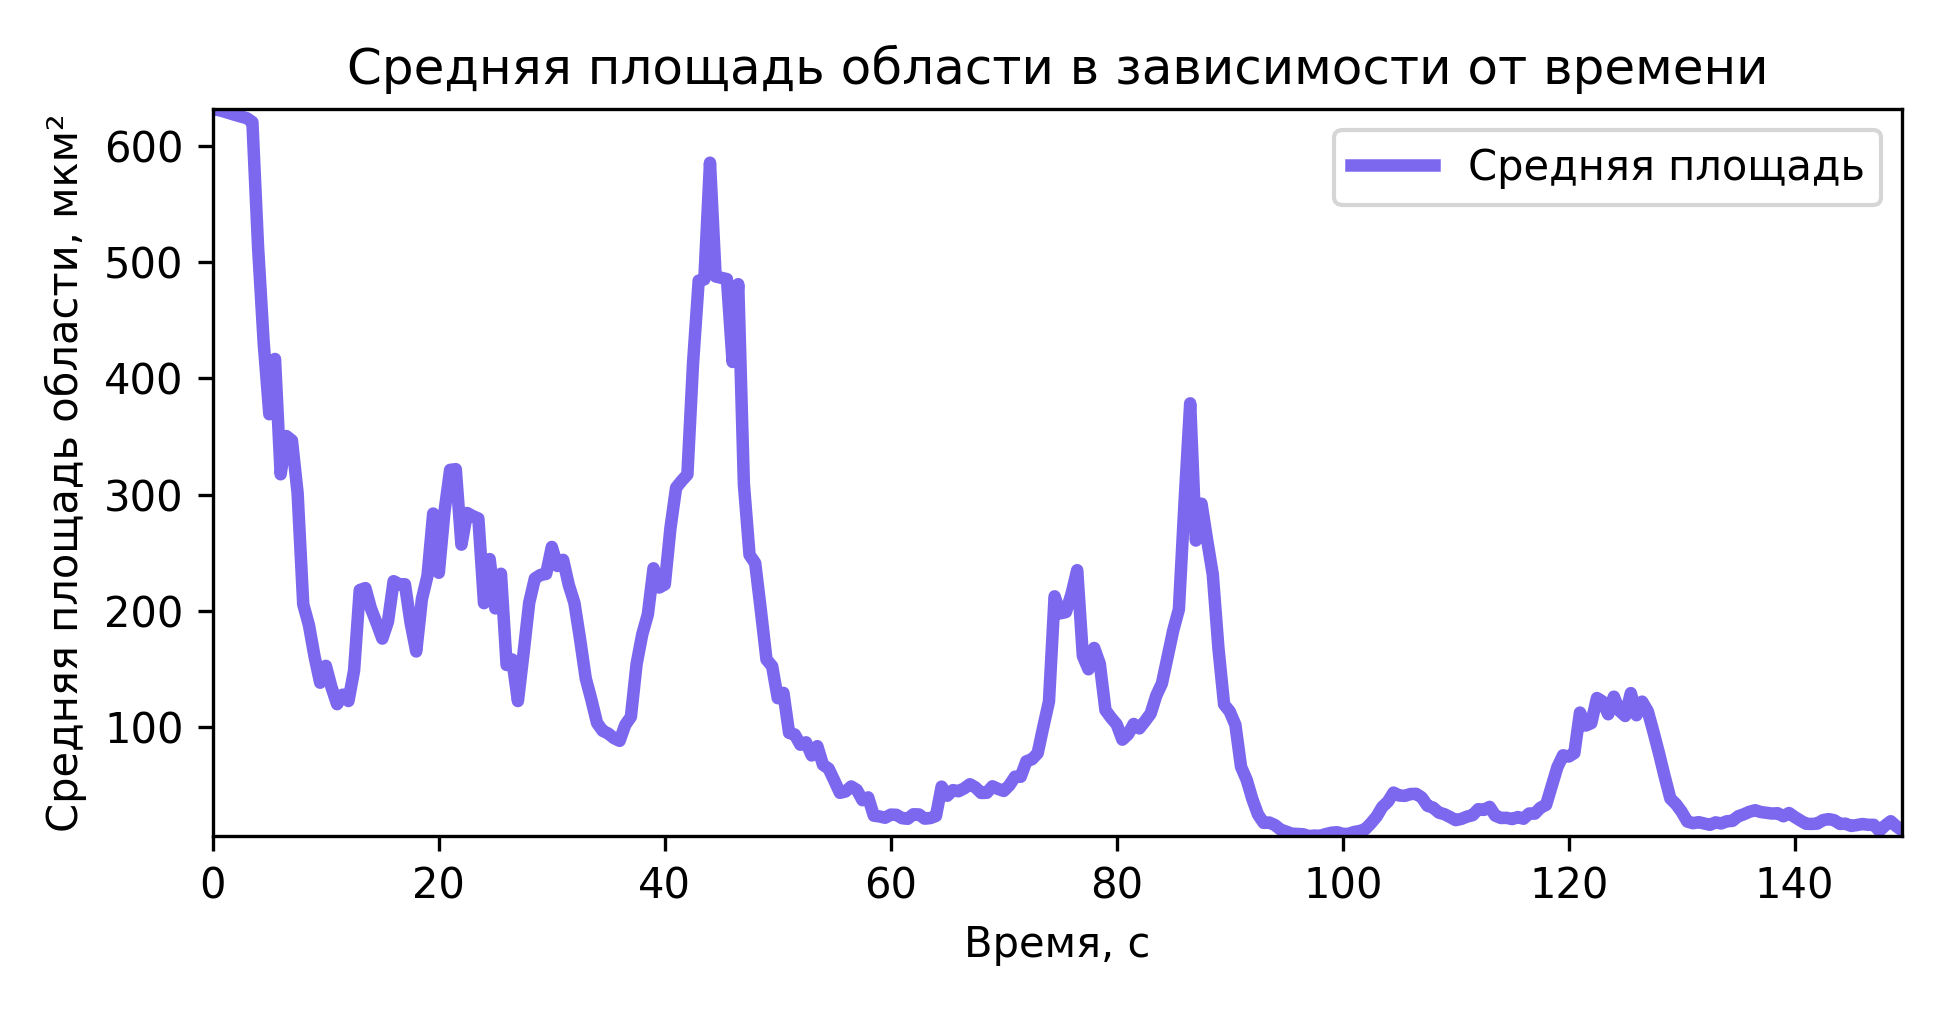 Средняя площадь области в зависимости от времени
Средняя площадь области, мкм²
600
500
400
300
200
100
Средняя площадь
0 20 40 60 80 100 120 140
Время, с